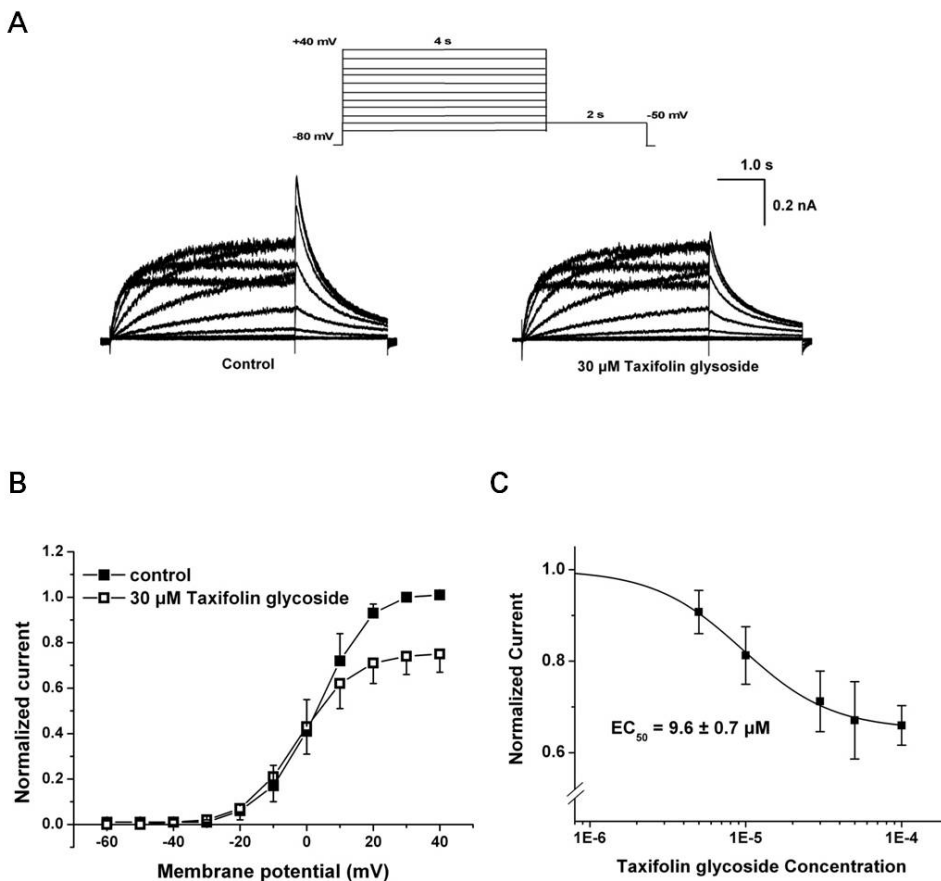 A
+40 mV
4 s
2 s
-50 mV
-80 mV
1.0 s
0.2 nA
Control
30 µM Taxifolin glysoside
B
C
1.2
1.0
0.8
0.6
0.4
0.2
0.0
Normalized current
control
30 µM Taxifolin glycoside
-60 -40 -20 0 20 40
Membrane potential (mV)
1.0
0.8
0.6
Normalized Current
EC50 = 9.6 ± 0.7 µM
1E-6 1E-5 1E-4
Taxifolin glycoside Concentration